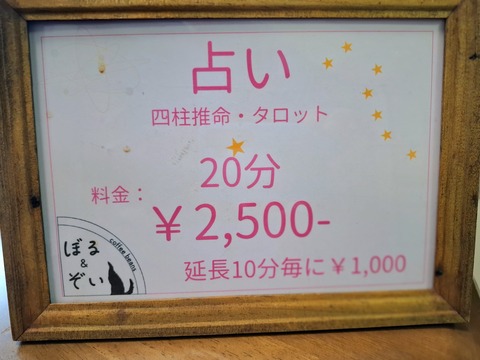 占い
四柱推命・タロット
20分
料金：
￥2,500-
延長10分毎に￥1,000
ぼる
&
ぞい
coffee beans